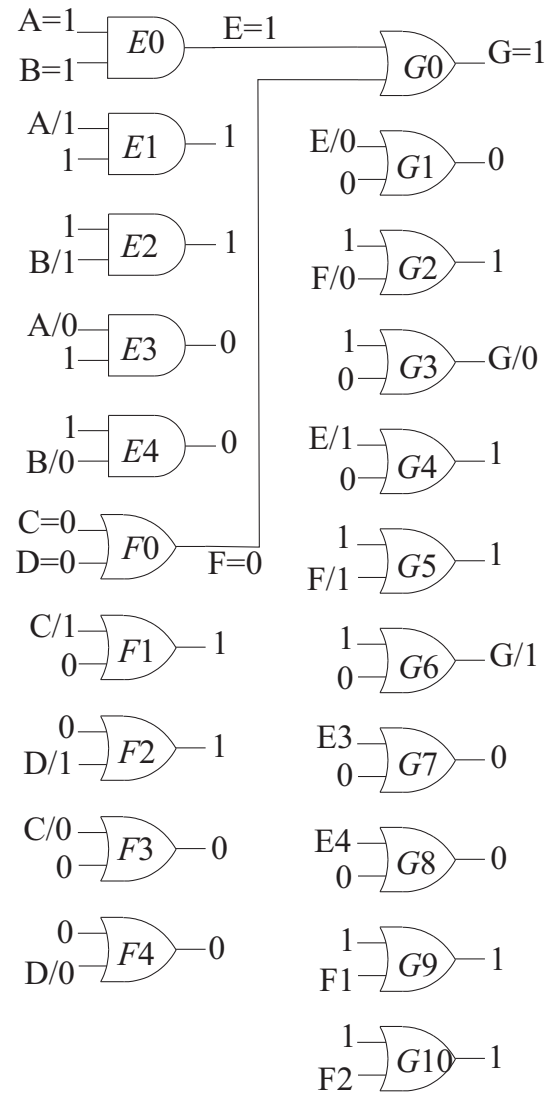 A=1
B=1
E0
E=1
A/1
1
E1
1
1
B/1
E2
1
A/0
1
E3
0
1
B/0
E4
0
C=0
D=0
F0
F=0
C/1
0
F1
1
0
D/1
F2
1
C/0
0
F3
0
0
D/0
F4
0
G0
G=1
E/0
0
G1
0
1
F/0
G2
1
1
0
G3
G/0
E/1
0
G4
1
1
F/1
G5
1
1
0
G6
G/1
E3
0
G7
0
E4
0
G8
0
1
F1
G9
1
1
F2
G10
1